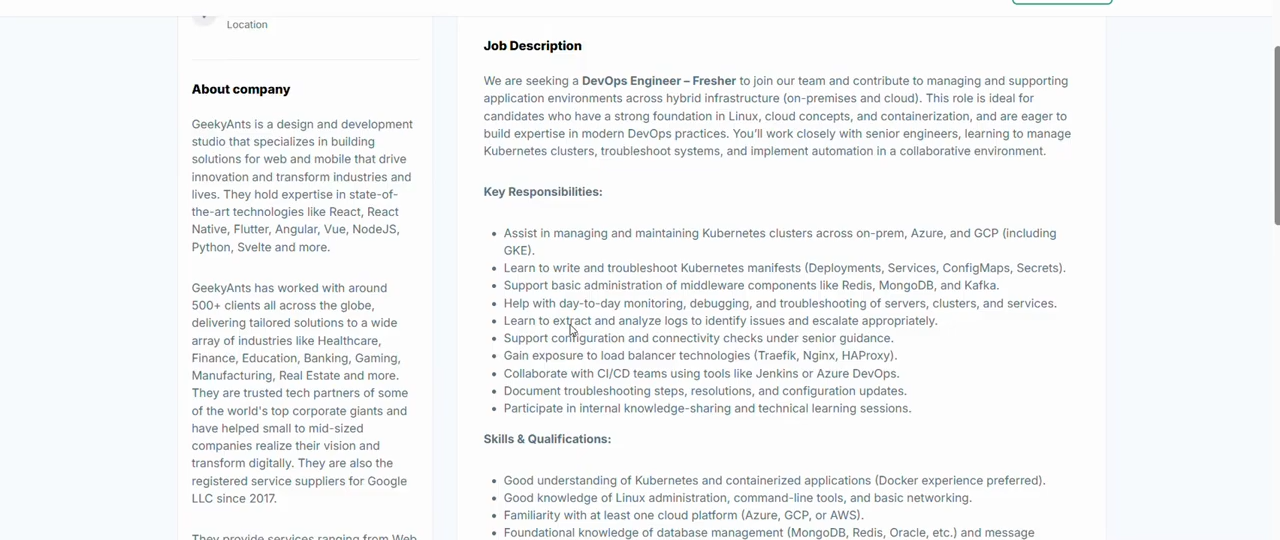 Location
About company
GeekyAnts is a design and development
studio that specializes in building
solutions for web and mobile that drive
innovation and transform industries and
lives. They hold expertise in state-of-
the-art technologies like React, React
Native, Flutter, Angular, Vue, NodeJS,
Python, Svelte and more.
GeekyAnts has worked with around
500+ clients all across the globe,
delivering tailored solutions to a wide
array of industries like Healthcare,
Finance, Education, Banking, Gaming,
Manufacturing, Real Estate and more.
They are trusted tech partners of some
of the world's top corporate giants and
have helped small to mid-sized
companies realize their vision and
transform digitally. They are also the
registered service suppliers for Google
LLC since 2017.
They provide services ranging from Web
Job Description
We are seeking a DevOps Engineer – Fresher to join our team and contribute to managing and supporting
application environments across hybrid infrastructure (on-premises and cloud). This role is ideal for
candidates who have a strong foundation in Linux, cloud concepts, and containerization, and are eager to
build expertise in modern DevOps practices. You'll work closely with senior engineers, learning to manage
Kubernetes clusters, troubleshoot systems, and implement automation in a collaborative environment.
Key Responsibilities:
• Assist in managing and maintaining Kubernetes clusters across on-prem, Azure, and GCP (including
GKE).
• Learn to write and troubleshoot Kubernetes manifests (Deployments, Services, ConfigMaps, Secrets).
• Support basic administration of middleware components like Redis, MongoDB, and Kafka.
• Help with day-to-day monitoring, debugging, and troubleshooting of servers, clusters, and services.
• Learn to extract and analyze logs to identify issues and escalate appropriately.
• Support configuration and connectivity checks under senior guidance.
• Gain exposure to load balancer technologies (Traefik, Nginx, HAProxy).
• Collaborate with CI/CD teams using tools like Jenkins or Azure DevOps.
• Document troubleshooting steps, resolutions, and configuration updates.
• Participate in internal knowledge-sharing and technical learning sessions.
Skills & Qualifications:
• Good understanding of Kubernetes and containerized applications (Docker experience preferred).
• Good knowledge of Linux administration, command-line tools, and basic networking.
• Familiarity with at least one cloud platform (Azure, GCP, or AWS).
• Foundational knowledge of database management (MongoDB, Redis, Oracle, etc.) and message